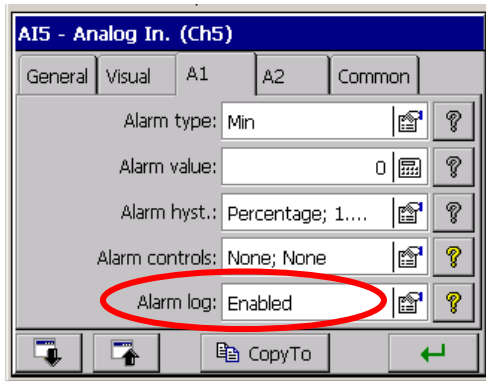 AI5 - Analog In. (Ch5)
General Visual A1 A2 Common
Alarm type: Min ?
Alarm value: 0 ?
Alarm hyst.: Percentage; 1.... ?
Alarm controls: None; None ?
Alarm log: Enabled ?
CopyTo